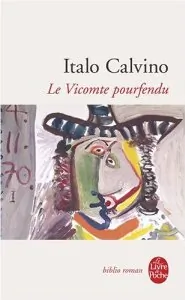 Italo Calvino
Le Vicomte pourfendu
4.
11.
70
I
biblio roman
Le Livre
de Poche